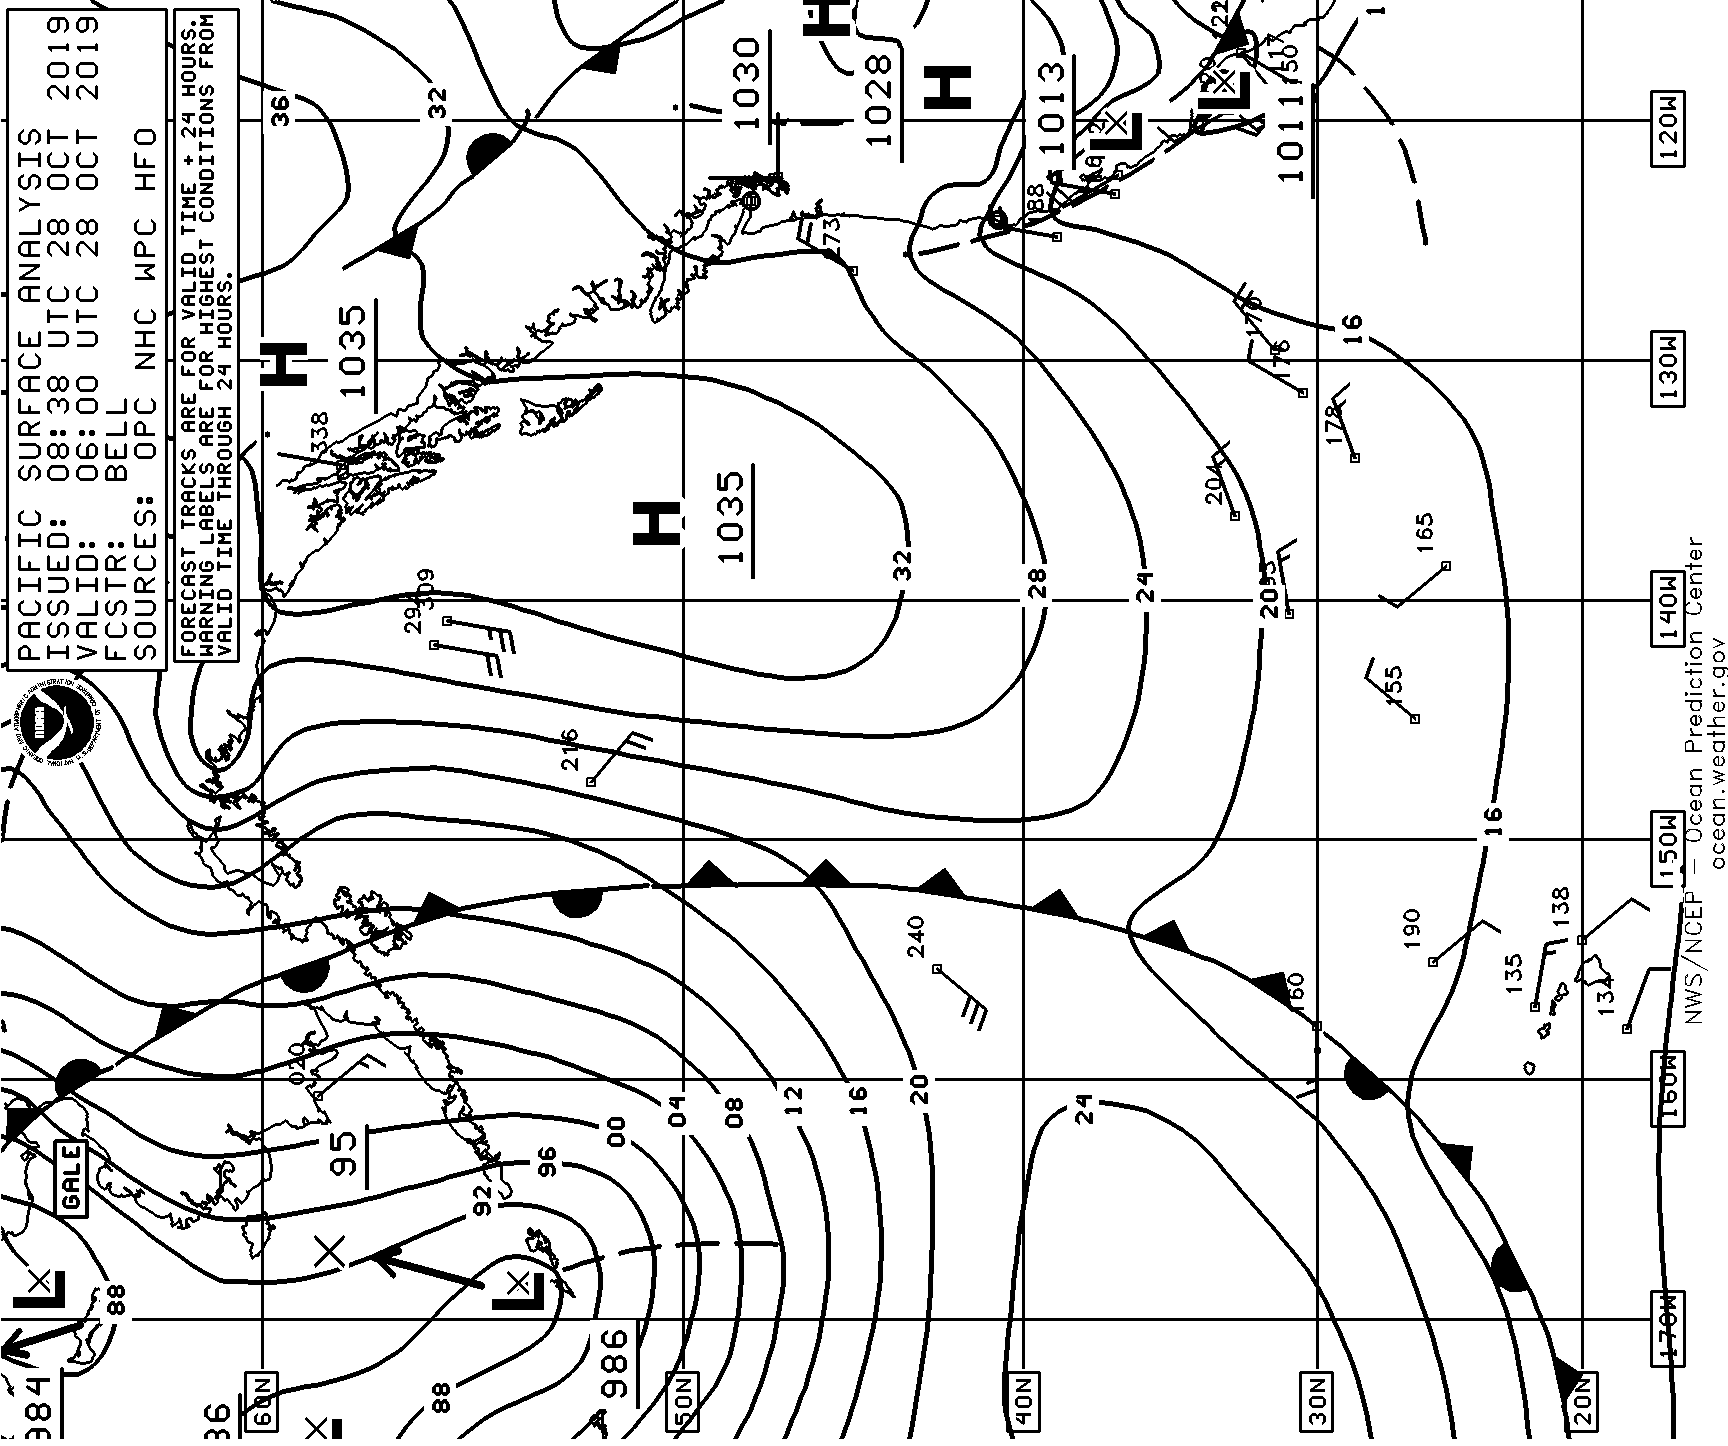 PACIFIC SURFACE ANALYSIS
ISSUED: 08:38 UTC 28 OCT 2019
VALID: 06:00 UTC 28 OCT 2019
FCSTR: BELL
SOURCES: OPC NHC WPC HFO
FORECAST TRACKS ARE FOR VALID TIME + 24 HOURS.
WARNING LABELS ARE FOR HIGHEST CONDITIONS FROM
VALID TIME THROUGH 24 HOURS.
NOAA
GALE
L
88
984
60N
50N
40N
30N
20N
170W
160W
150W
140W
130W
120W
H
1035
H
1035
H
1030
H
1028
L
1013
L
1011
L
986
95
36
32
32
28
24
20
16
16
24
20
16
12
08
04
00
96
92
88
338
309
29
216
240
020
273
88
176
176
178
204
165
155
190
138
135
134
160
150
22
17
NWS/NCEP – Ocean Prediction Center
ocean.weather.gov